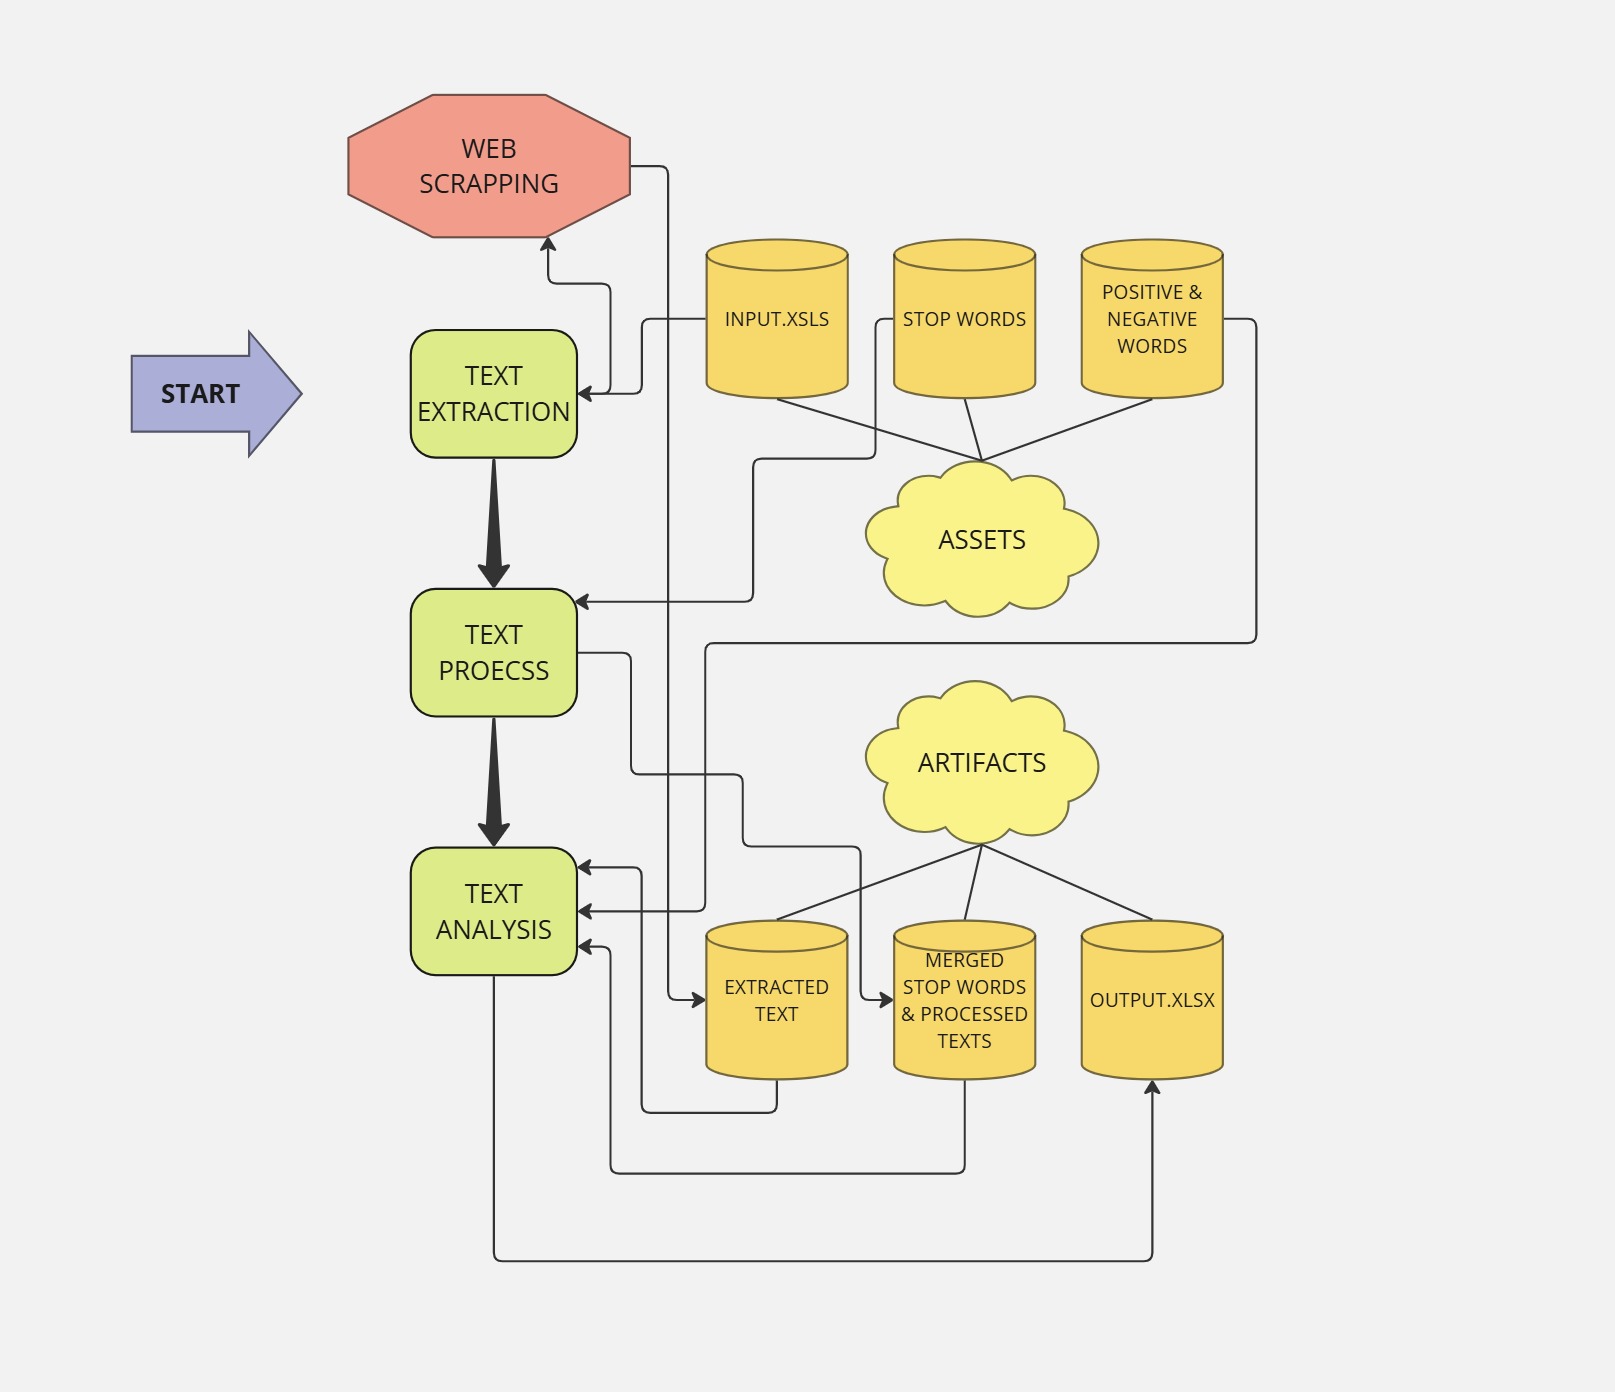 WEB
SCRAPPING
INPUT.XSLS
STOP WORDS
POSITIVE &
NEGATIVE
WORDS
START
TEXT
EXTRACTION
ASSETS
TEXT
PROECSS
ARTIFACTS
TEXT
ANALYSIS
EXTRACTED
TEXT
MERGED
STOP WORDS
& PROCESSED
TEXTS
OUTPUT.XLSX